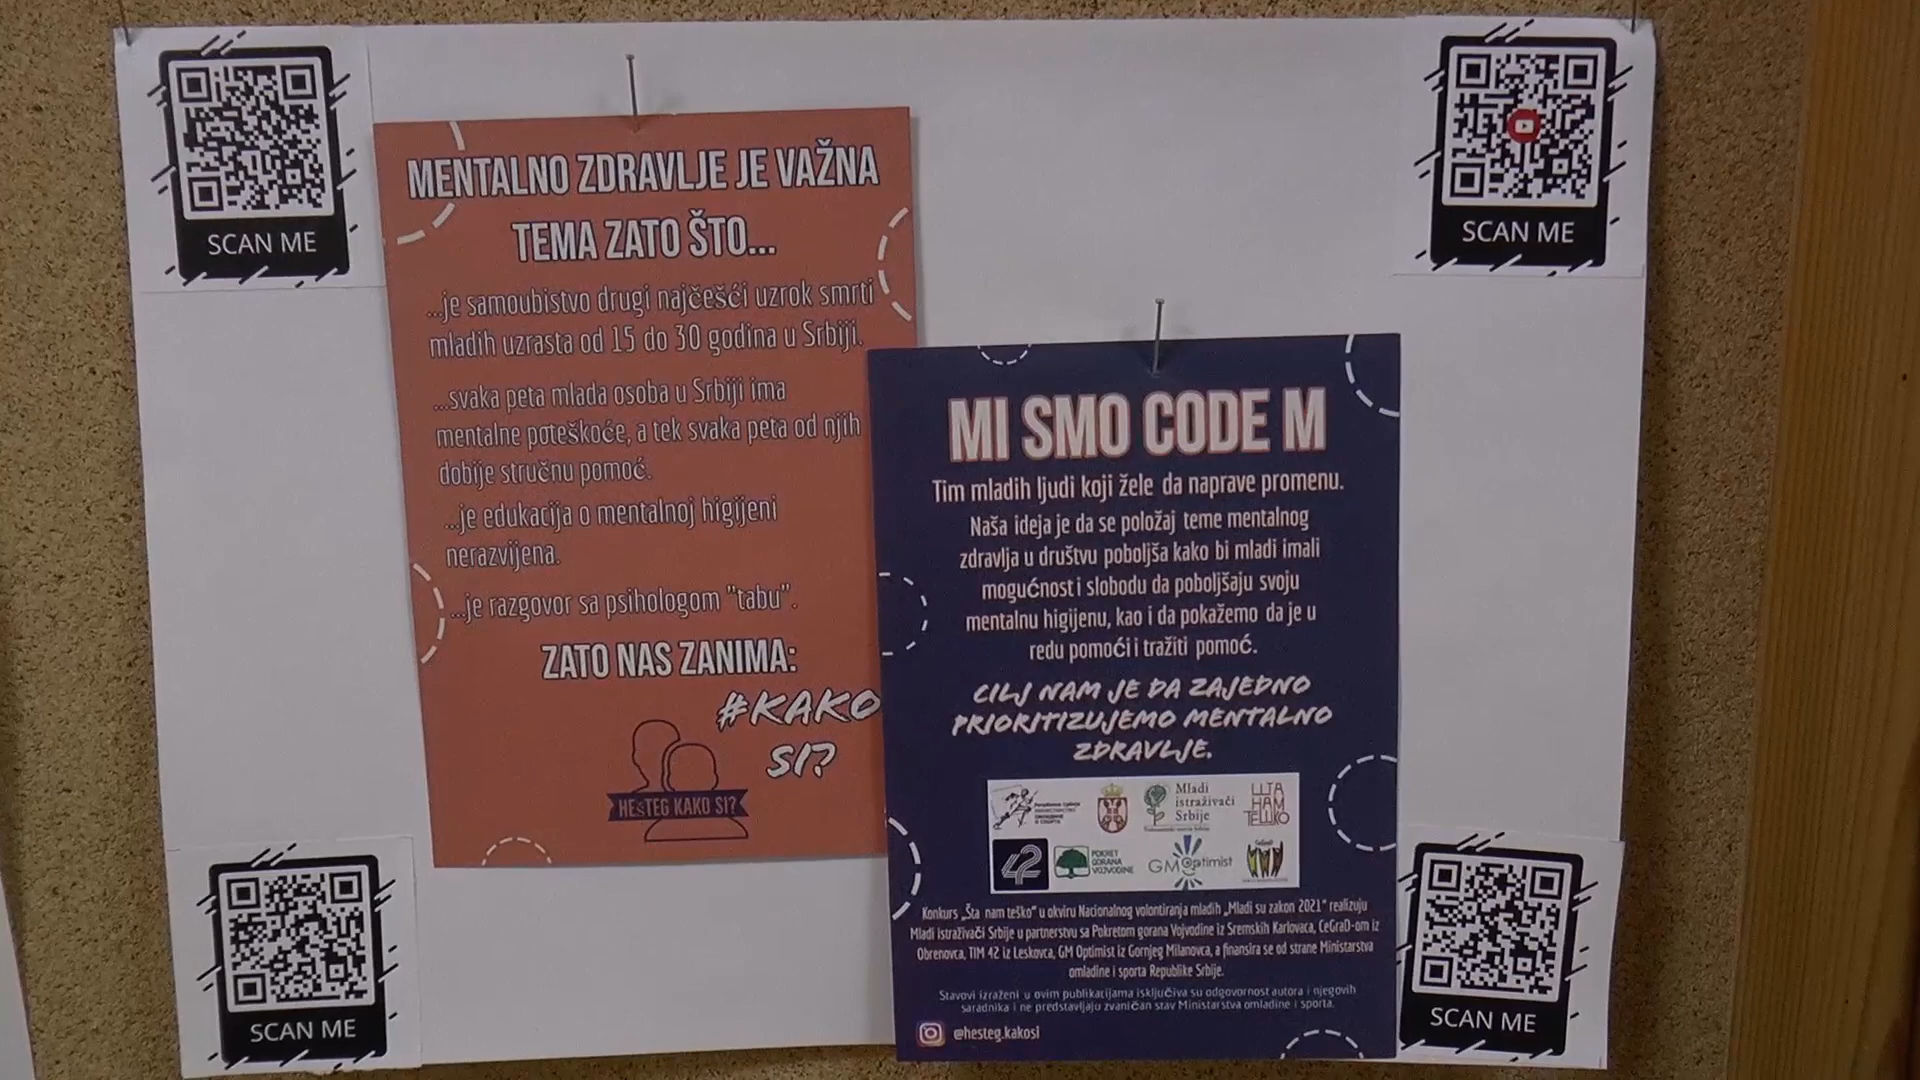 SCAN ME
SCAN ME
MENTALNO ZDRAVLJE JE VAŽNA
TEMA ZATO ŠTO...
...je samoubistvo drugi najčešći uzrok smrti
mladih uzrasta od 15 do 30 godina u Srbiji.
...svaka peta mlada osoba u Srbiji ima
mentalne poteškoće, a tek svaka peta od njih
dobije stručnu pomoć.
...je edukacija o mentalnoj higijeni
nerazvijena.
...je razgovor sa psihologom "tabu".
ZATO NAS ZANIMA:
#KAKO
SI?
HEŠTEG KAKO SI?
MI SMO CODE M
Tim mladih ljudi koji žele da naprave promenu.
Naša ideja je da se položaj teme mentalnog
zdravlja u društvu poboljša kako bi mladi imali
mogućnost i slobodu da poboljšaju svoju
mentalnu higijenu, kao i da pokažemo da je u
redu pomoći i tražiti pomoć.
CILJ NAM JE DA ZAJEDNO
PRIORITIZUJEMO MENTALNO
ZDRAVLJE.
Mladi
istraživači
Srbije
ШТА
НАМ
ТЕШКО
42
POKRET
GORANA
VOJVODINE
GM Optimist
Konkurs „Šta nam teško" u okviru Nacionalnog volontiranja mladih „Mladi su zakon 2021" realizuju
Mladi istraživači Srbije u partnerstvu sa Pokretom gorana Vojvodine iz Sremskih Karlovaca, CeGraD-om iz
Obrenovca, TIM 42 iz Leskovca, GM Optimist iz Gornjeg Milanovca, a finansira se od strane Ministarstva
omladine i sporta Republike Srbije.
Stavovi izraženi u ovim publikacijama isključiva su odgovornost autora i njegovih
saradnika i ne predstavljaju zvaničan stav Ministarstva omladine i sporta.
@hesteg.kakosi
SCAN ME
SCAN ME